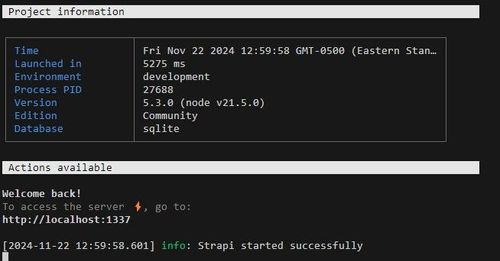 Project information
Time Fri Nov 22 2024 12:59:58 GMT-0500 (Eastern Stan…
Launched in 5275 ms
Environment development
Process PID 27688
Version 5.3.0 (node v21.5.0)
Edition Community
Database sqlite
Actions available
Welcome back!
To access the server ⚡, go to:
http://localhost:1337
[2024-11-22 12:59:58.601] info: Strapi started successfully